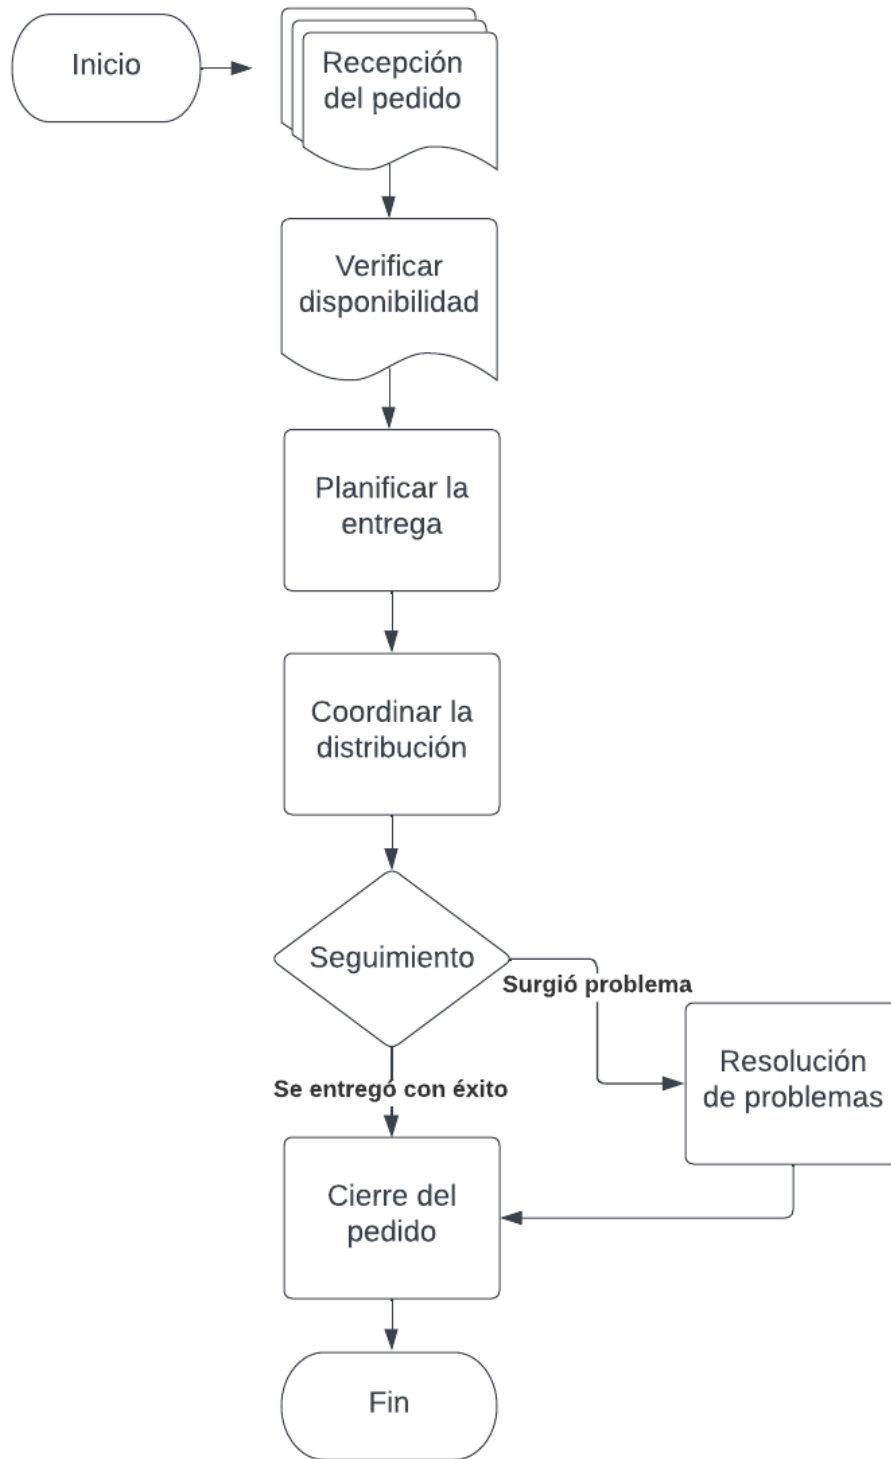 Inicio
Recepción
del pedido
Verificar
disponibilidad
Planificar la
entrega
Coordinar la
distribución
Seguimiento
Surgió problema
Resolución
de problemas
Se entregó con éxito
Cierre del
pedido
Fin